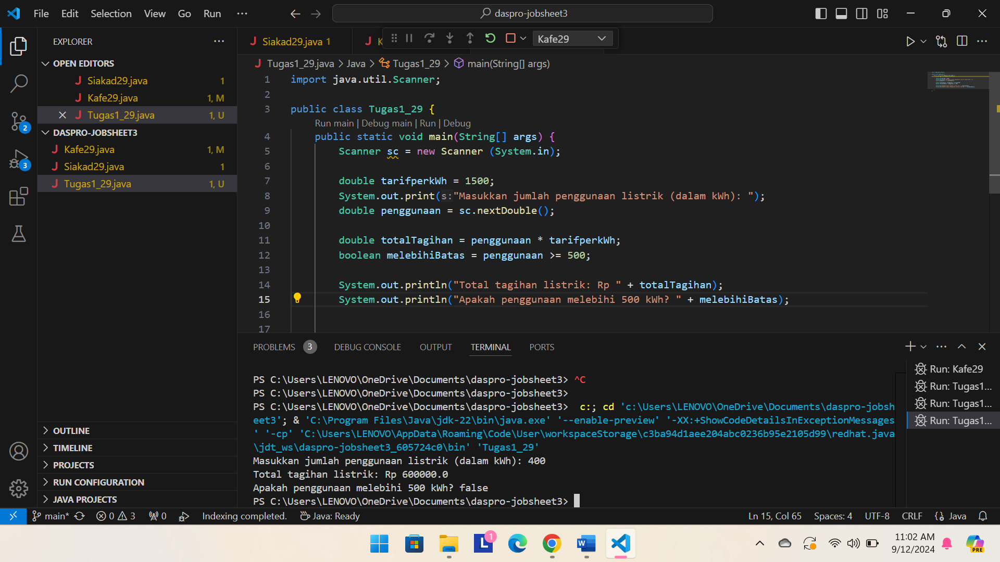 File Edit Selection View Go Run ··· daspro-jobsheet3
EXPLORER ···
Siakad29.java 1
Kafe29
Tugas1_29.java > Java > Tugas1_29 > main(String[] args)
OPEN EDITORS
Siakad29.java 1
Kafe29.java 1, M
Tugas1_29.java 1, U
DASPRO-JOBSHEET3
Kafe29.java 1, M
Siakad29.java 1
Tugas1_29.java 1, U
OUTLINE
TIMELINE
PROJECTS
RUN CONFIGURATION
JAVA PROJECTS
2
3
1 import java.util.Scanner;
2
3 public class Tugas1_29 {
Run main | Debug main | Run | Debug
4 public static void main(String[] args) {
5 Scanner sc = new Scanner (System.in);
6
7 double tarifperkWh = 1500;
8 System.out.print(s:"Masukkan jumlah penggunaan listrik (dalam kWh): ");
9 double penggunaan = sc.nextDouble();
10
11 double totalTagihan = penggunaan * tarifperkWh;
12 boolean melebihiBatas = penggunaan >= 500;
13
14 System.out.println("Total tagihan listrik: Rp " + totalTagihan);
15 System.out.println("Apakah penggunaan melebihi 500 kWh? " + melebihiBatas);
16
17
PROBLEMS 3 DEBUG CONSOLE OUTPUT TERMINAL PORTS
PS C:\Users\LENOVO\OneDrive\Documents\daspro-jobsheet3> ^C
PS C:\Users\LENOVO\OneDrive\Documents\daspro-jobsheet3>
PS C:\Users\LENOVO\OneDrive\Documents\daspro-jobsheet3> c:; cd 'c:\Users\LENOVO\OneDrive\Documents\daspro-jobsh
eet3'; & 'C:\Program Files\Java\jdk-22\bin\java.exe' '--enable-preview' '-XX:+ShowCodeDetailsInExceptionMessages
' '-cp' 'C:\Users\LENOVO\AppData\Roaming\Code\User\workspaceStorage\c3ba94d1aee204abc0236b95e2105d99\redhat.java
\jdt_ws\daspro-jobsheet3_605724c0\bin' 'Tugas1_29'
Masukkan jumlah penggunaan listrik (dalam kWh): 400
Total tagihan listrik: Rp 600000.0
Apakah penggunaan melebihi 500 kWh? false
PS C:\Users\LENOVO\OneDrive\Documents\daspro-jobsheet3>
Run: Kafe29
Run: Tugas1...
Run: Tugas1...
Run: Tugas1...
main* 0 3 0 Indexing completed. Java: Ready Ln 15, Col 65 Spaces: 4 UTF-8 CRLF Java
L 1 W
11:02 AM
9/12/2024
PRE